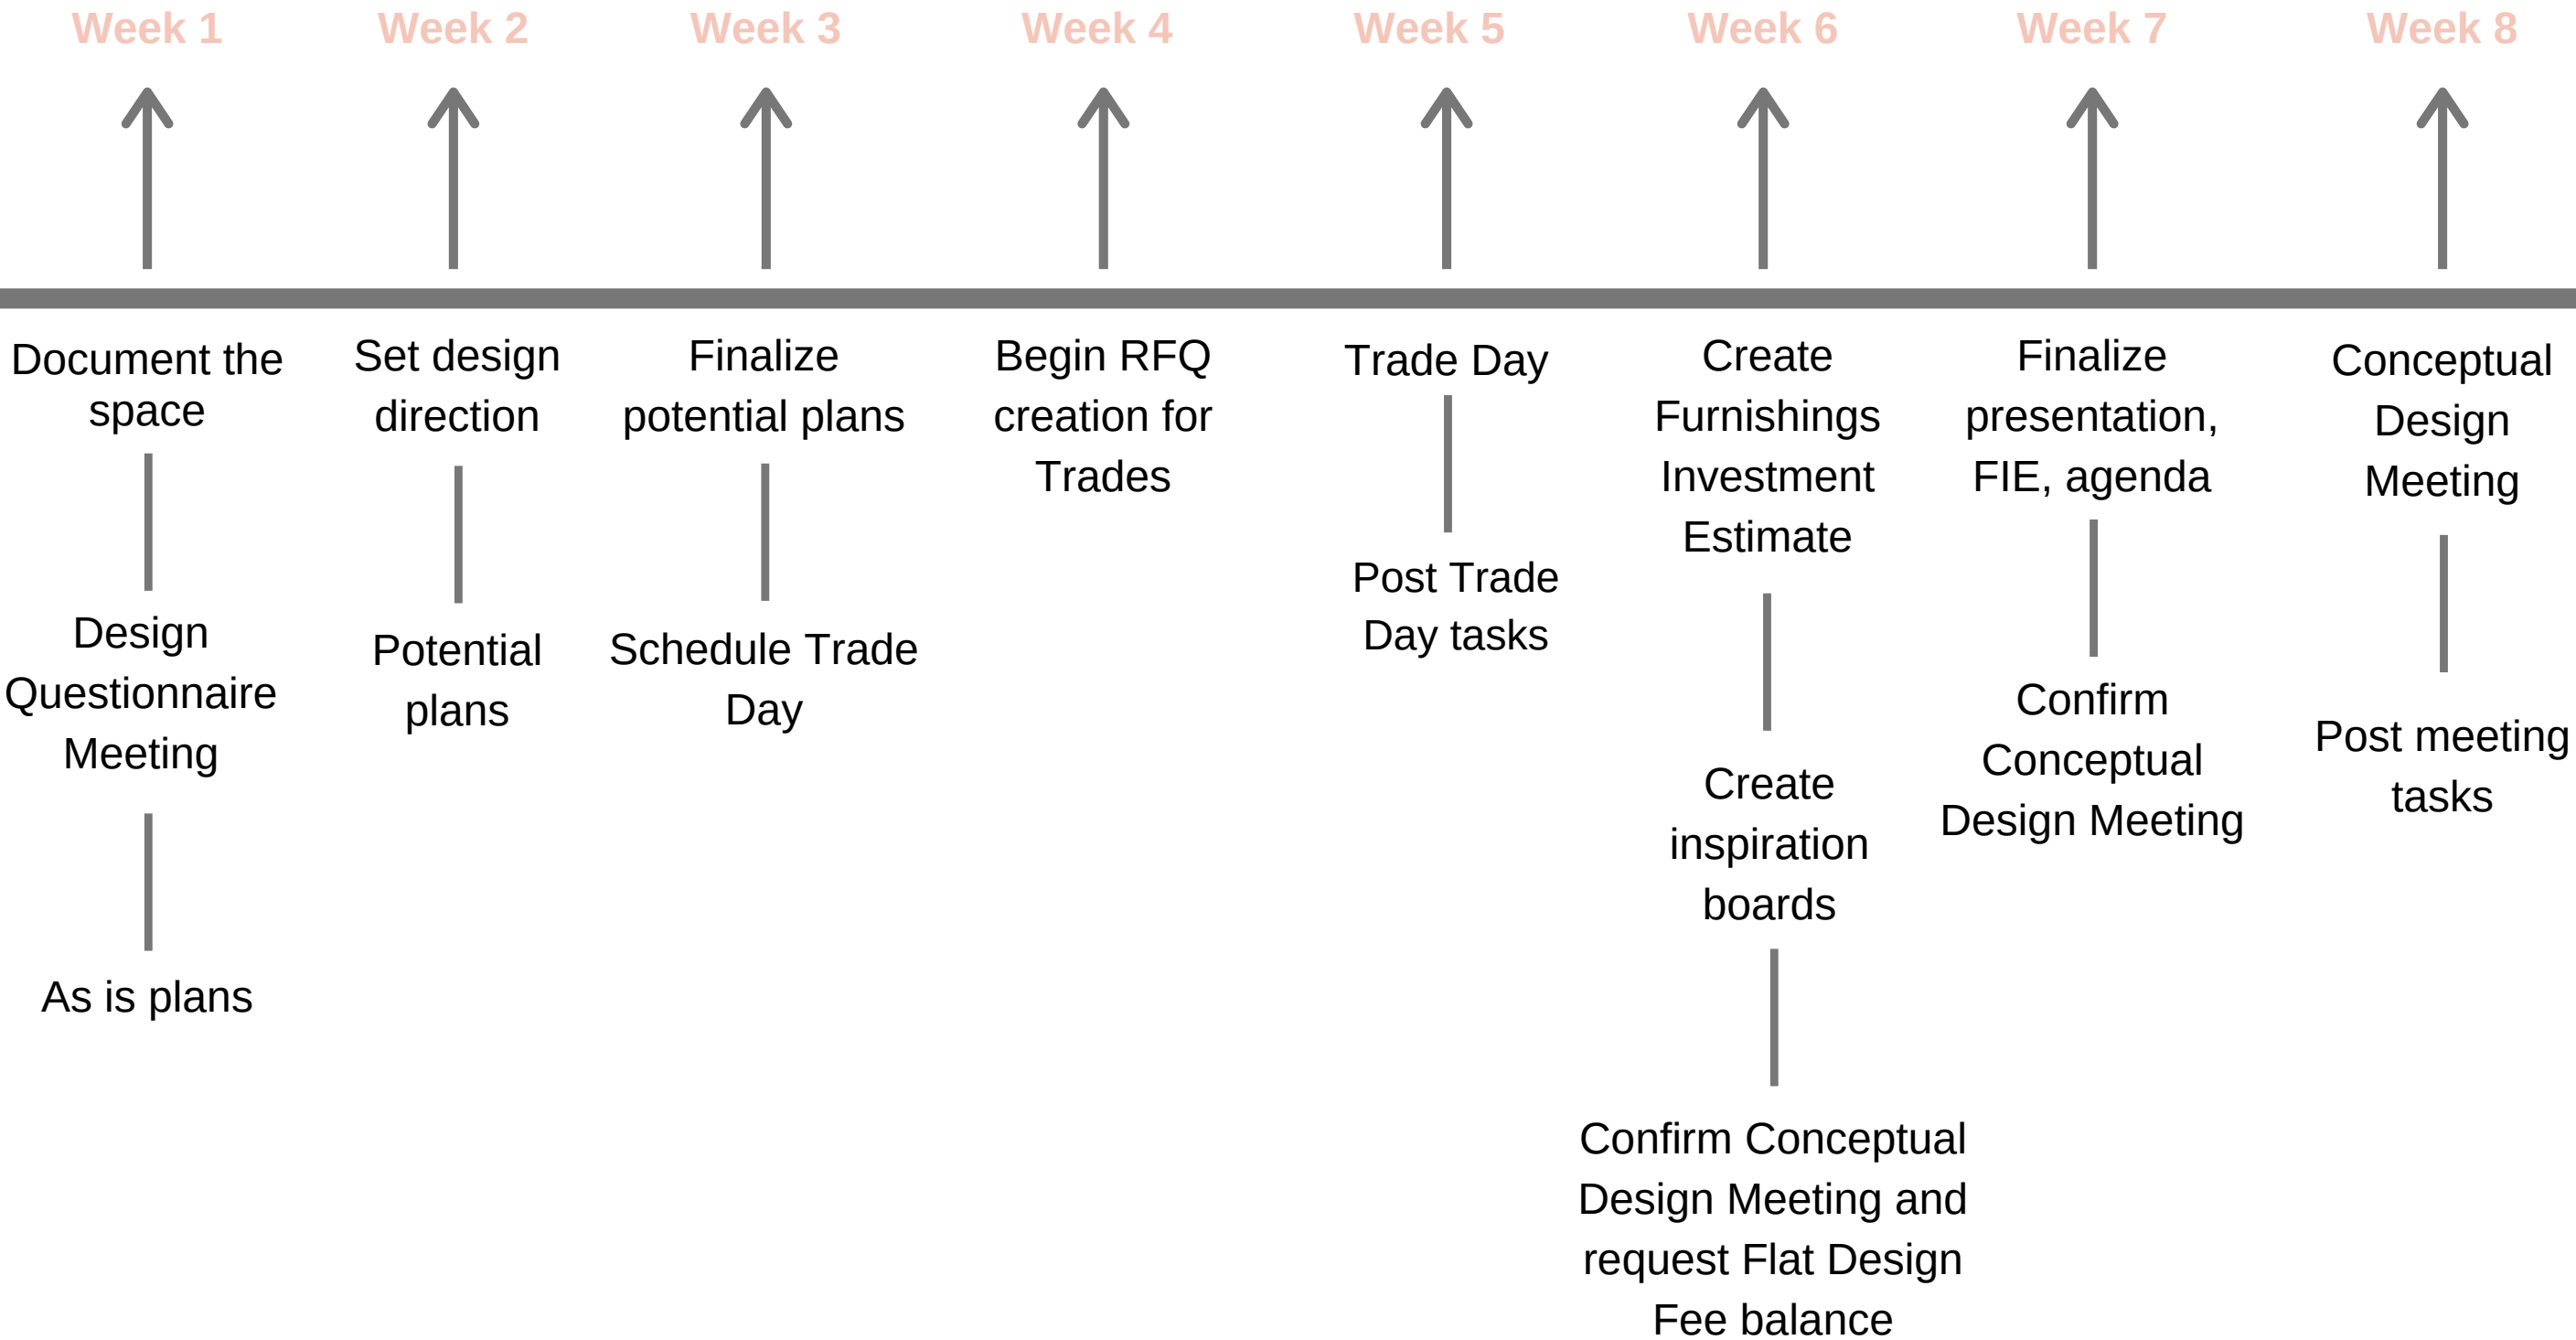 Week 1
Week 2
Week 3
Week 4
Week 5
Week 6
Week 7
Week 8
Document the
space
Design
Questionnaire
Meeting
As is plans
Set design
direction
Potential
plans
Finalize
potential plans
Schedule Trade
Day
Begin RFQ
creation for
Trades
Trade Day
Post Trade
Day tasks
Create
Furnishings
Investment
Estimate
Create
inspiration
boards
Confirm Conceptual
Design Meeting and
request Flat Design
Fee balance
Finalize
presentation,
FIE, agenda
Confirm
Conceptual
Design Meeting
Conceptual
Design
Meeting
Post meeting
tasks